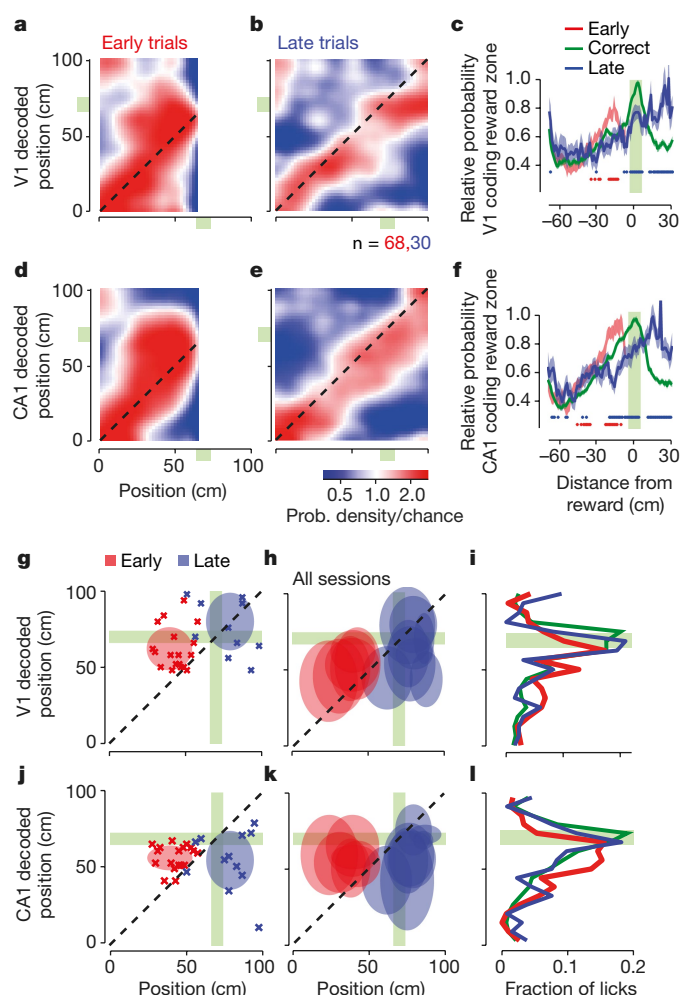 a Early trials
b Late trials
c Early
Correct
Late
V1 decoded position (cm)
100
50
0
n = 68,30
Relative porobability V1 coding reward zone
1.0
0.8
0.6
0.4
−60 −30 0 30
d
e
f
CA1 decoded position (cm)
100
50
0
0 50 100
Position (cm)
0.5 1.0 2.0
Prob. density/chance
Relative probability CA1 coding reward zone
1.0
0.8
0.6
0.4
−60 −30 0 30
Distance from reward (cm)
g Early Late
h All sessions
i
V1 decoded position (cm)
100
50
0
j
k
l
CA1 decoded position (cm)
100
50
0
0 50 100
Position (cm)
0 50 100
Position (cm)
0 0.1 0.2
Fraction of licks